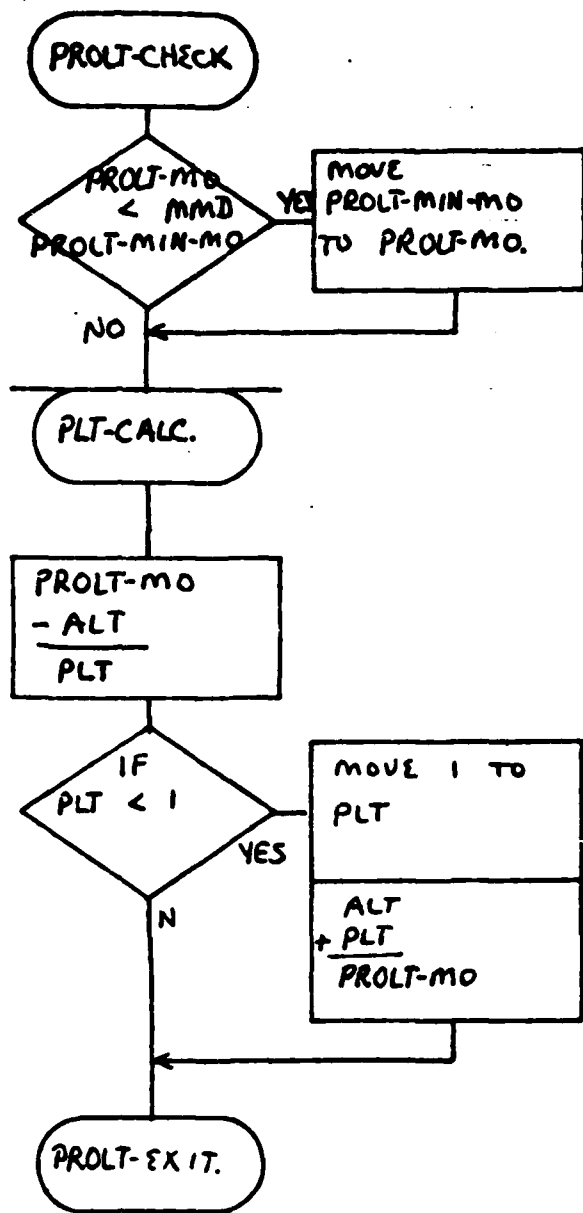 PROLT-CHECK
PROLT-MO
< MMD
PROLT-MIN-MO
YES
MOVE
PROLT-MIN-MO
TO PROLT-MO.
NO
PLT-CALC.
PROLT-MO
- ALT
PLT
IF
PLT < 1
YES
MOVE 1 TO
PLT
ALT
+ PLT
PROLT-MO
N
PROLT-EXIT.